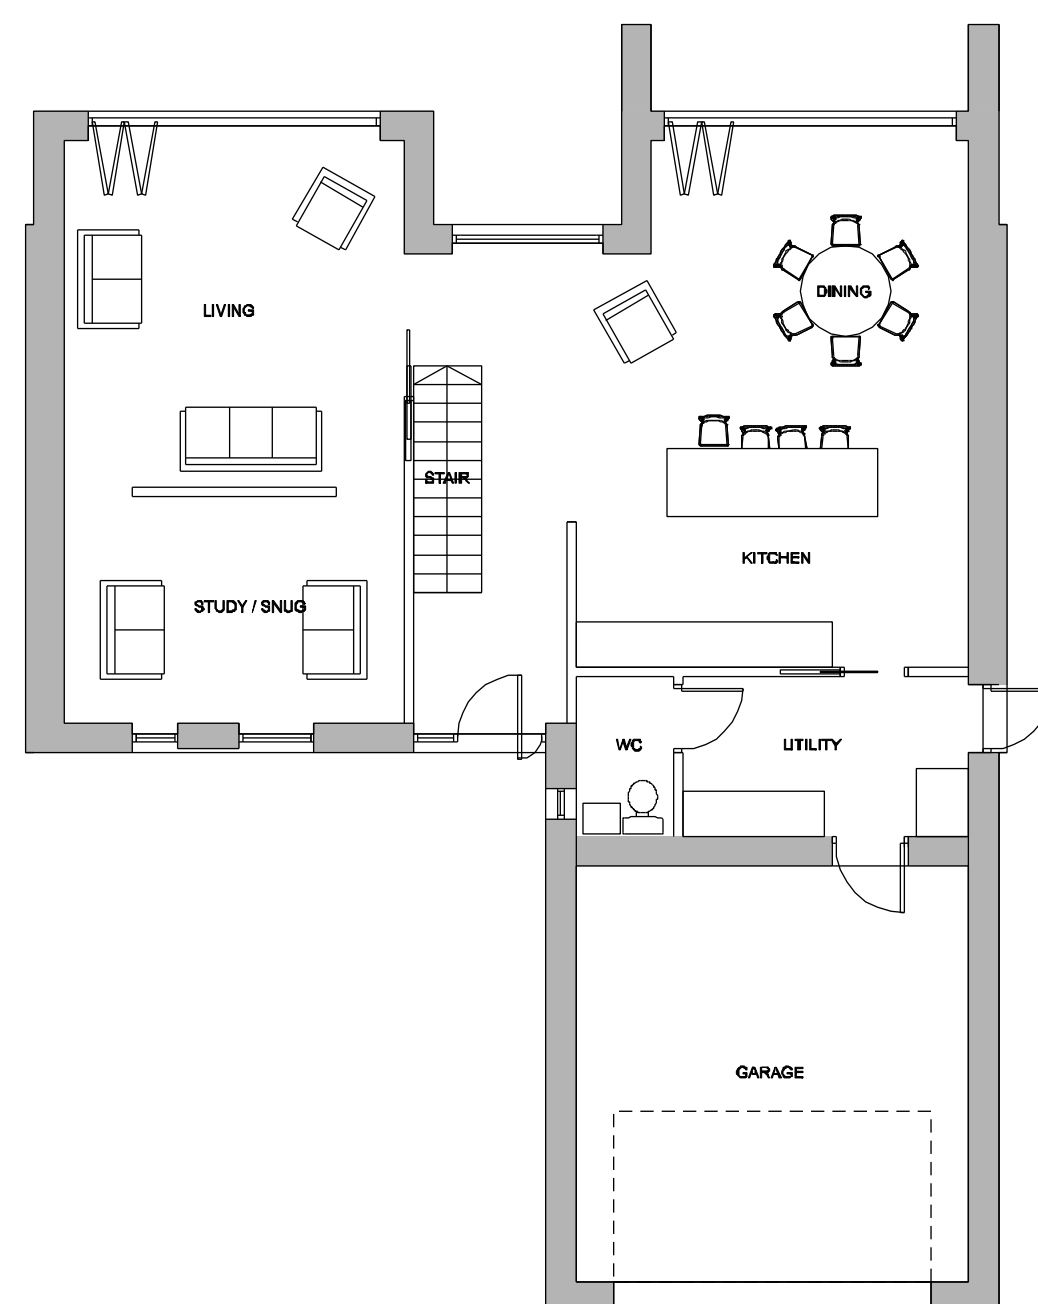 DINING
LIVING
STAIR
KITCHEN
STUDY / SNUG
WC
UTILITY
GARAGE